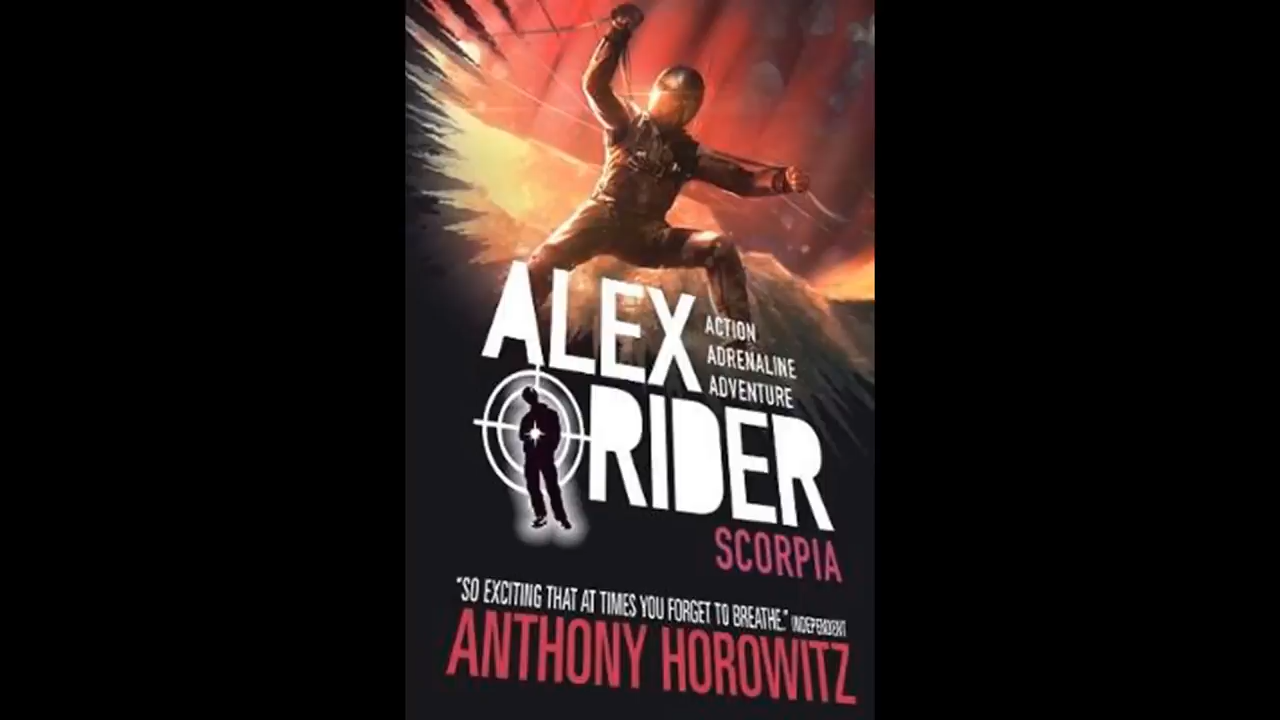 ALEX
ACTION
ADRENALINE
ADVENTURE
RIDER
SCORPIA
"SO EXCITING THAT AT TIMES YOU FORGET TO BREATHE." INDEPENDENT
ANTHONY HOROWITZ